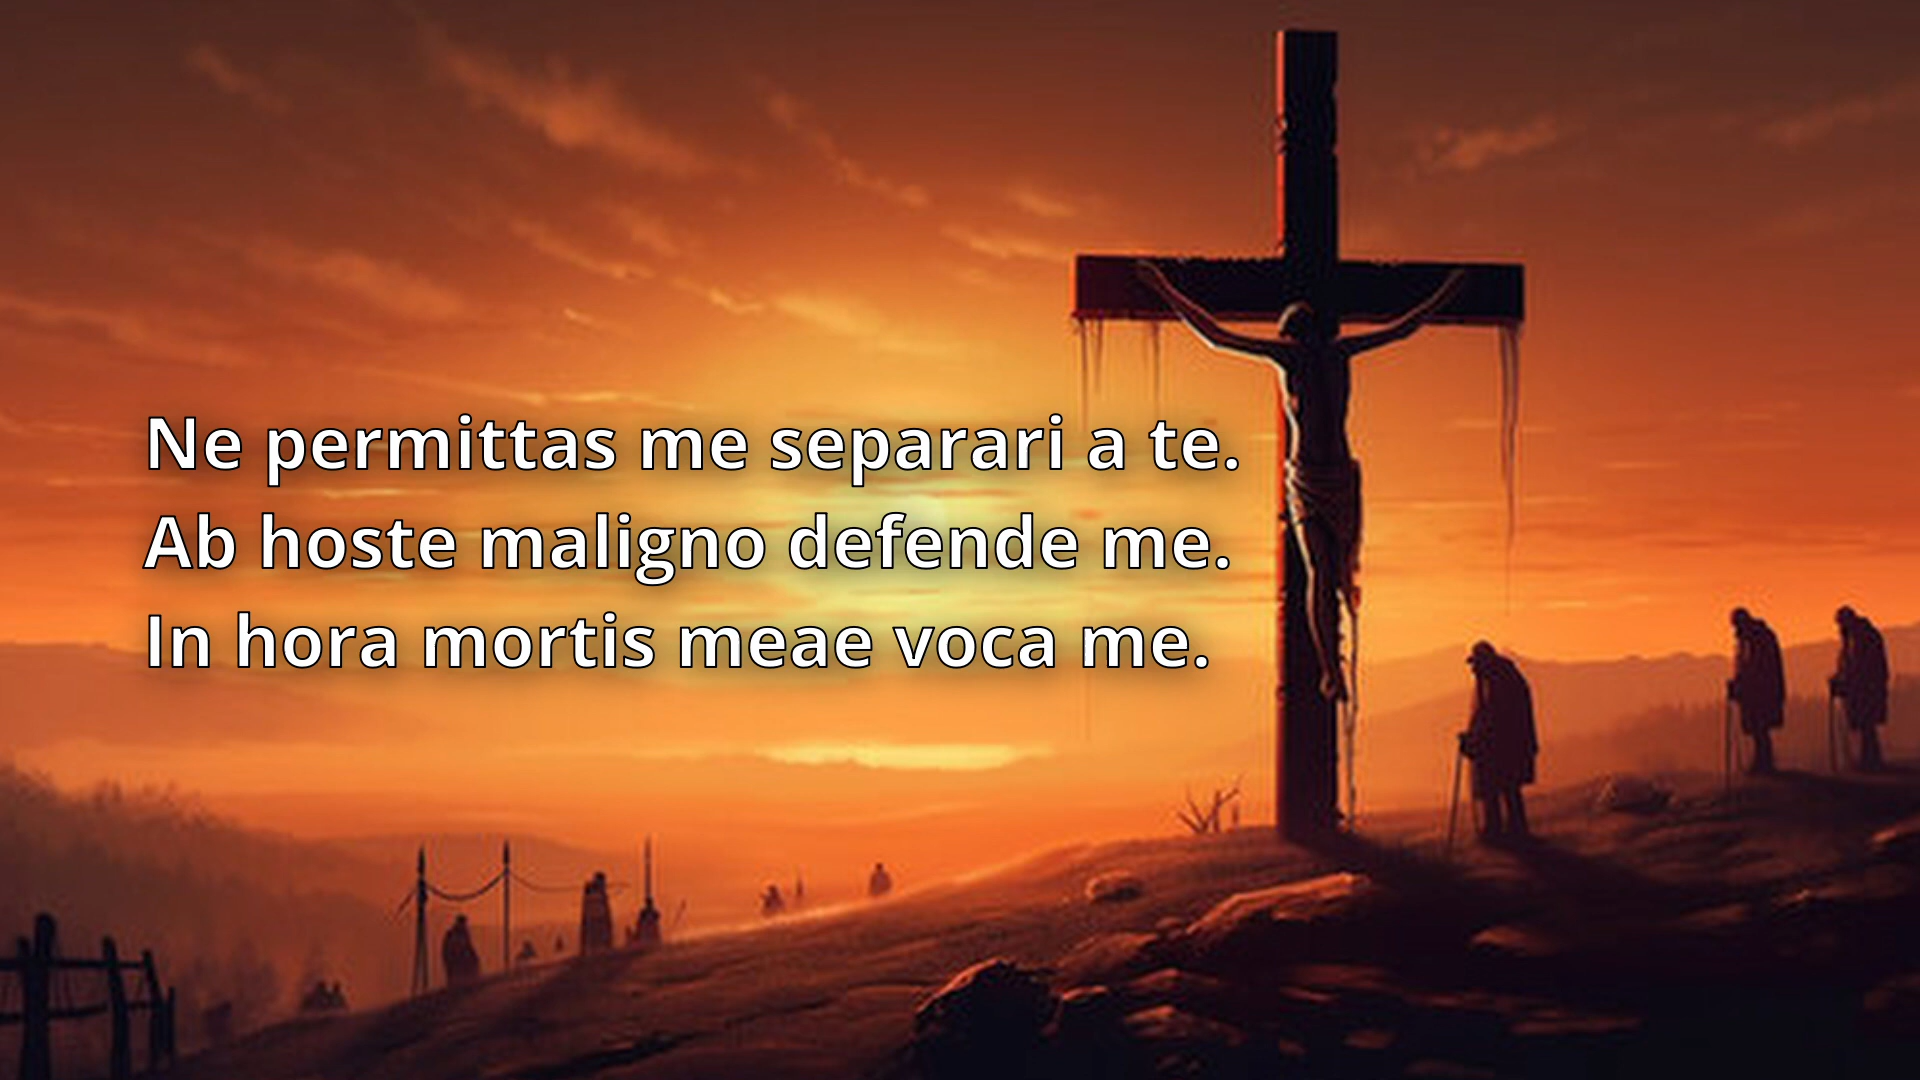 Ne permittas me separari a te.
Ab hoste maligno defende me.
In hora mortis meae voca me.